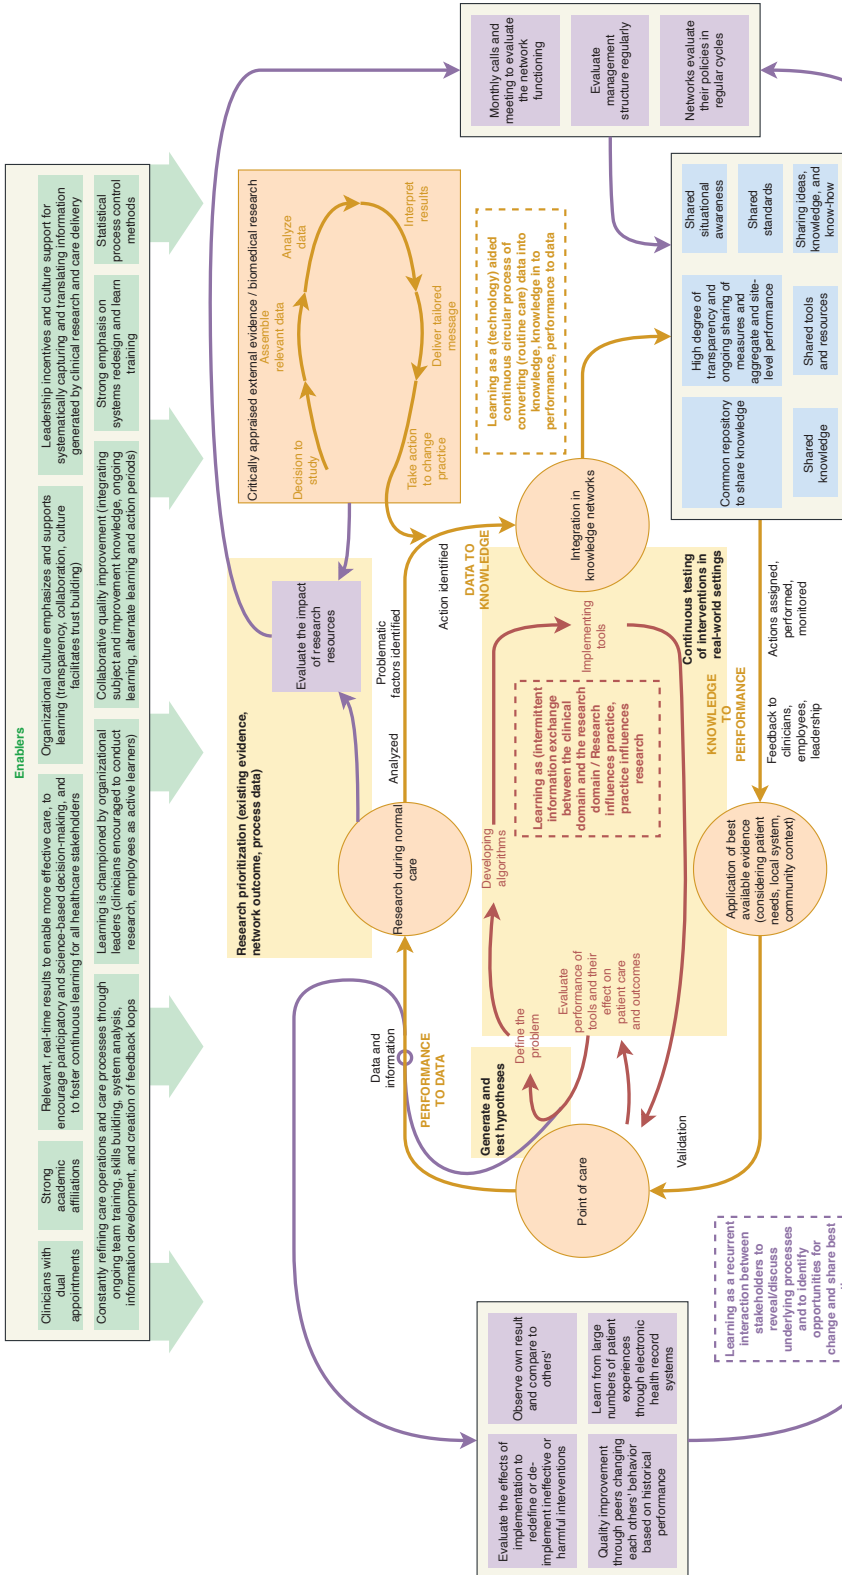 Enablers
Clinicians with
dual
appointments
Strong
academic
affiliations
Relevant, real-time results to enable more effective care, to
encourage participatory and science-based decision-making, and
to foster continuous learning for all healthcare stakeholders
Organizational culture emphasizes and supports
learning (transparency, collaboration, culture
facilitates trust building)
Leadership incentives and culture support for
systematically capturing and translating information
generated by clinical research and care delivery
Constantly refining care operations and care processes through
ongoing team training, skills building, system analysis,
information development, and creation of feedback loops
Learning is championed by organizational
leaders (clinicians encouraged to conduct
research, employees as active learners)
Collaborative quality improvement (integrating
subject and improvement knowledge, ongoing
learning, alternate learning and action periods)
Strong emphasis on
systems redesign and learn
training
Statistical
process control
methods
Research prioritization (existing evidence,
network outcome, process data)
Evaluate the impact
of research
resources
Critically appraised external evidence / biomedical research
Decision to
study
Assemble
relevant data
Analyze
data
Interpret
results
Deliver tailored
message
Take action
to change
practice
Data and
information
PERFORMANCE
TO DATA
Research during normal
care
Analyzed
Problematic
factors identified
Action identified
DATA TO
KNOWLEDGE
Learning as a (technology) aided
continuous circular process of
converting (routine care) data into
knowledge, knowledge in to
performance, performance to data
Monthly calls and
meeting to evaluate
the network
functioning
Evaluate
management
structure regularly
Networks evaluate
their policies in
regular cycles
Evaluate the effects of
implementation to
redefine or de-
implement ineffective or
harmful interventions
Observe own result
and compare to
others'
Quality improvement
through peers changing
each others' behavior
based on historical
performance
Learn from large
numbers of patient
experiences
through electronic
health record
systems
Point of care
Generate and
test hypotheses
Define the
problem
Developing
algorithms
Implementing
tools
Evaluate
performance of
tools and their
effect on
patient care
and outcomes
Learning as (intermittent
information exchange
between the clinical
domain and the research
domain / Research
influences practice,
practice influences
research
Integration in
knowledge networks
Continuous testing
of interventions in
real-world settings
Validation
KNOWLEDGE
TO
PERFORMANCE
Application of best
available evidence
(considering patient
needs, local system,
community context)
Feedback to
clinicians,
employees,
leadership
Actions assigned,
performed,
monitored
Common repository
to share knowledge
High degree of
transparency and
ongoing sharing of
measures and
aggregate and site-
level performance
Shared
situational
awareness
Shared
standards
Shared
knowledge
Shared tools
and resources
Sharing ideas,
knowledge, and
know-how
Learning as a recurrent
interaction between
stakeholders to
reveal/discuss
underlying processes
and to identify
opportunities for
change and share best